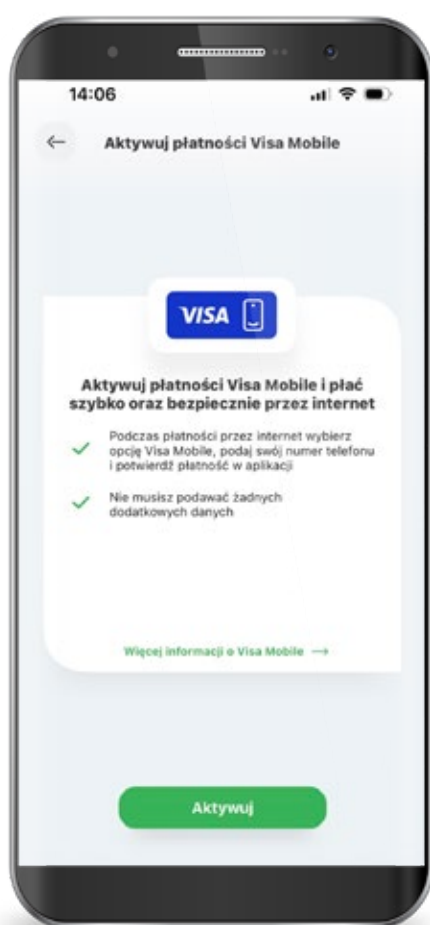 14:06
Aktywuj płatności Visa Mobile
VISA
Aktywuj płatności Visa Mobile i płać
szybko oraz bezpiecznie przez internet
Podczas płatności przez internet wybierz
opcję Visa Mobile, podaj swój numer telefonu
i potwierdź płatność w aplikacji
Nie musisz podawać żadnych
dodatkowych danych
Więcej informacji o Visa Mobile
Aktywuj